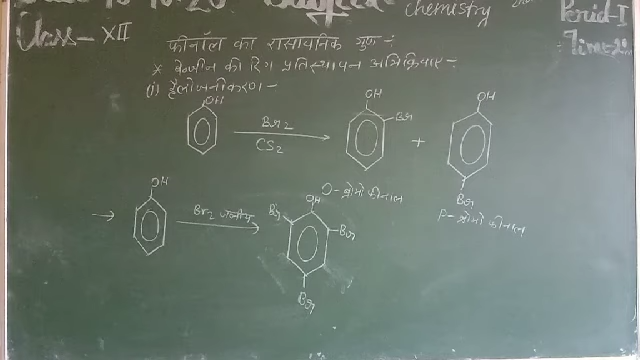 chemistry
Period-I
Class- XII
Time:-
फीनॉल का रासायनिक गुण :-
* बेन्जीन की रिंग प्रतिस्थापन अभिक्रियाएं :-
(i) हैलोजनीकरण -
OH Br2 CS2 OH Br + OH Br
O- ब्रोमो फीनॉल
P- ब्रोमो फीनॉल
→ OH Br2 जलीय OH Br Br Br